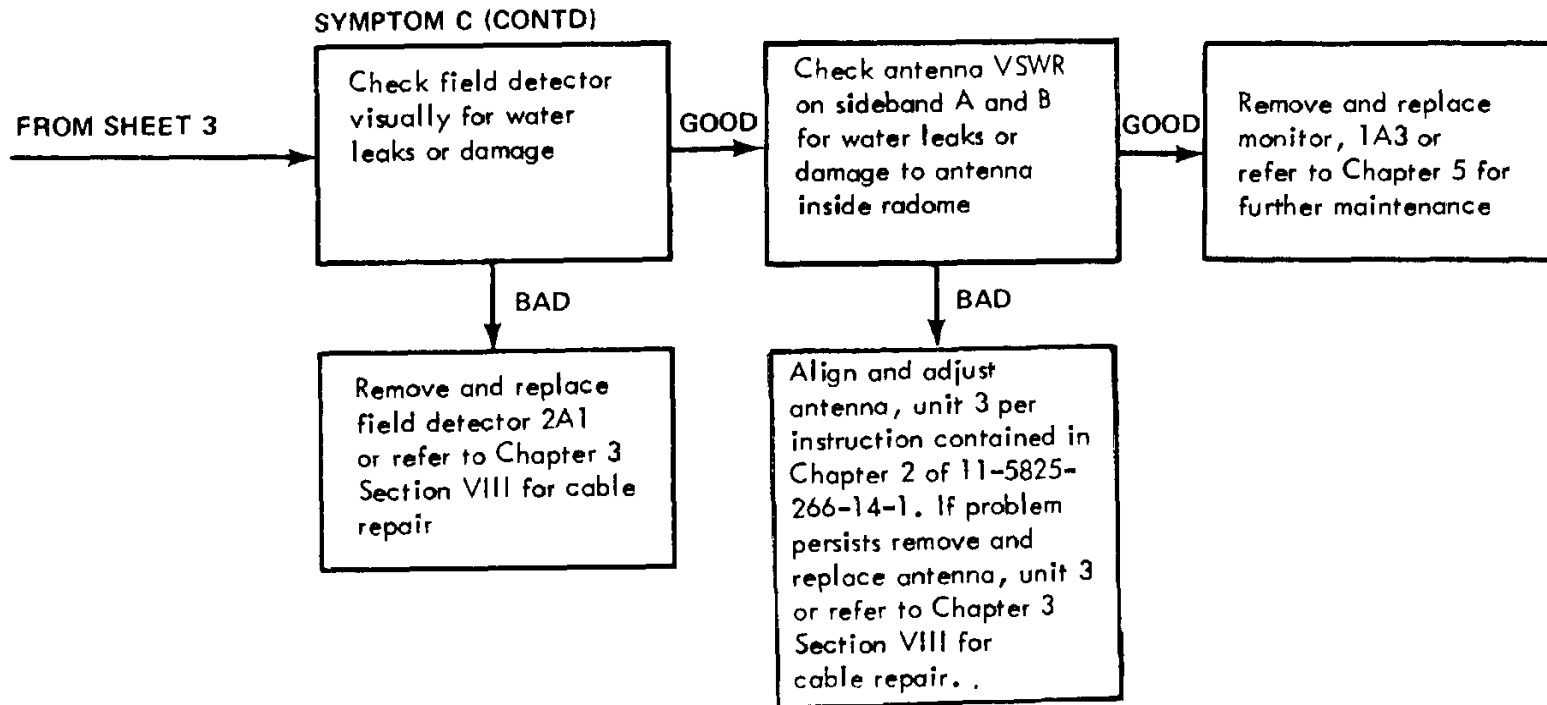 SYMPTOM C (CONTD)
FROM SHEET 3
Check field detector
visually for water
leaks or damage
GOOD
Check antenna VSWR
on sideband A and B
for water leaks or
damage to antenna
inside radome
GOOD
Remove and replace
monitor, 1A3 or
refer to Chapter 5 for
further maintenance
BAD
Remove and replace
field detector 2A1
or refer to Chapter 3
Section VIII for cable
repair
BAD
Align and adjust
antenna, unit 3 per
instruction contained in
Chapter 2 of 11-5825-
266-14-1. If problem
persists remove and
replace antenna, unit 3
or refer to Chapter 3
Section VIII for
cable repair. .